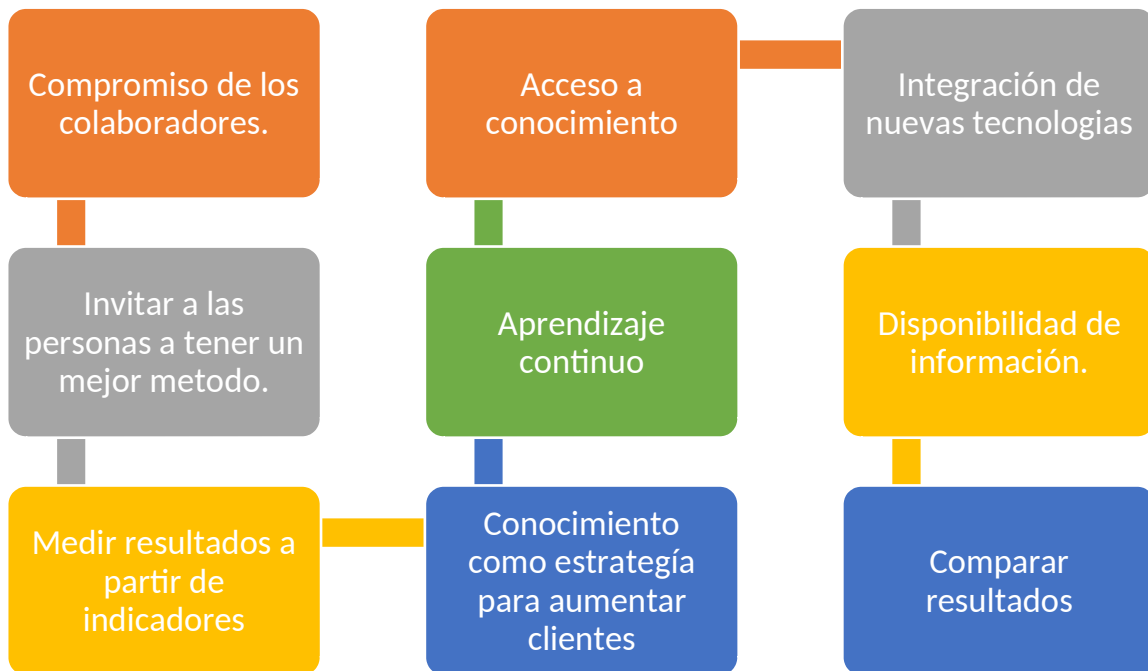 Compromiso de los
colaboradores.
Invitar a las
personas a tener un
mejor metodo.
Medir resultados a
partir de
indicadores
Conocimiento
como estrategía
para aumentar
clientes
Aprendizaje
continuo
Acceso a
conocimiento
Integración de
nuevas tecnologias
Disponibilidad de
información.
Comparar
resultados